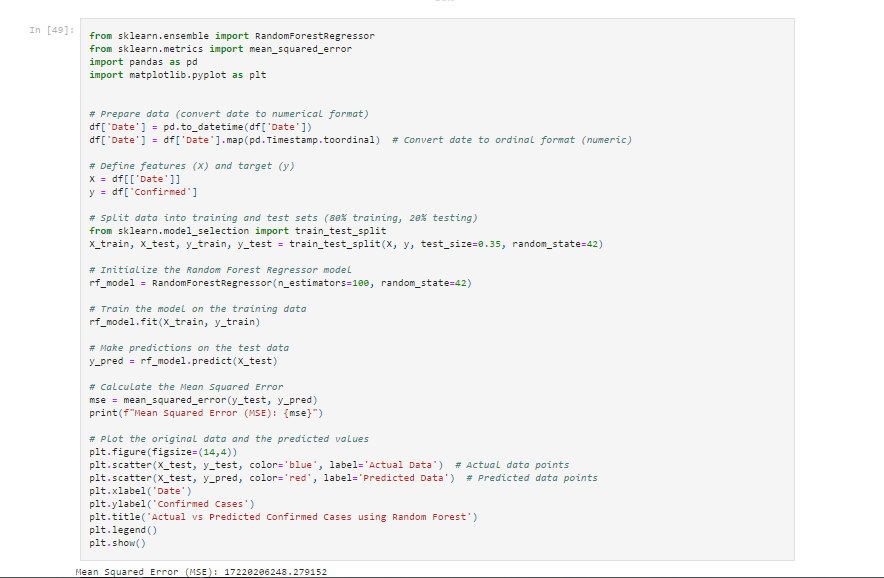 In [49]:
from sklearn.ensemble import RandomForestRegressor
from sklearn.metrics import mean_squared_error
import pandas as pd
import matplotlib.pyplot as plt
# Prepare data (convert date to numerical format)
df['Date'] = pd.to_datetime(df['Date'])
df['Date'] = df['Date'].map(pd.Timestamp.toordinal)  # Convert date to ordinal format (numeric)
# Define features (X) and target (y)
X = df[['Date']]
y = df['Confirmed']
# Split data into training and test sets (80% training, 20% testing)
from sklearn.model_selection import train_test_split
X_train, X_test, y_train, y_test = train_test_split(X, y, test_size=0.35, random_state=42)
# Initialize the Random Forest Regressor model
rf_model = RandomForestRegressor(n_estimators=100, random_state=42)
# Train the model on the training data
rf_model.fit(X_train, y_train)
# Make predictions on the test data
y_pred = rf_model.predict(X_test)
# Calculate the Mean Squared Error
mse = mean_squared_error(y_test, y_pred)
print(f"Mean Squared Error (MSE): {mse}")
# Plot the original data and the predicted values
plt.figure(figsize=(14,4))
plt.scatter(X_test, y_test, color='blue', label='Actual Data')  # Actual data points
plt.scatter(X_test, y_pred, color='red', label='Predicted Data')  # Predicted data points
plt.xlabel('Date')
plt.ylabel('Confirmed Cases')
plt.title('Actual vs Predicted Confirmed Cases using Random Forest')
plt.legend()
plt.show()
Mean Squared Error (MSE): 17220206248.279152